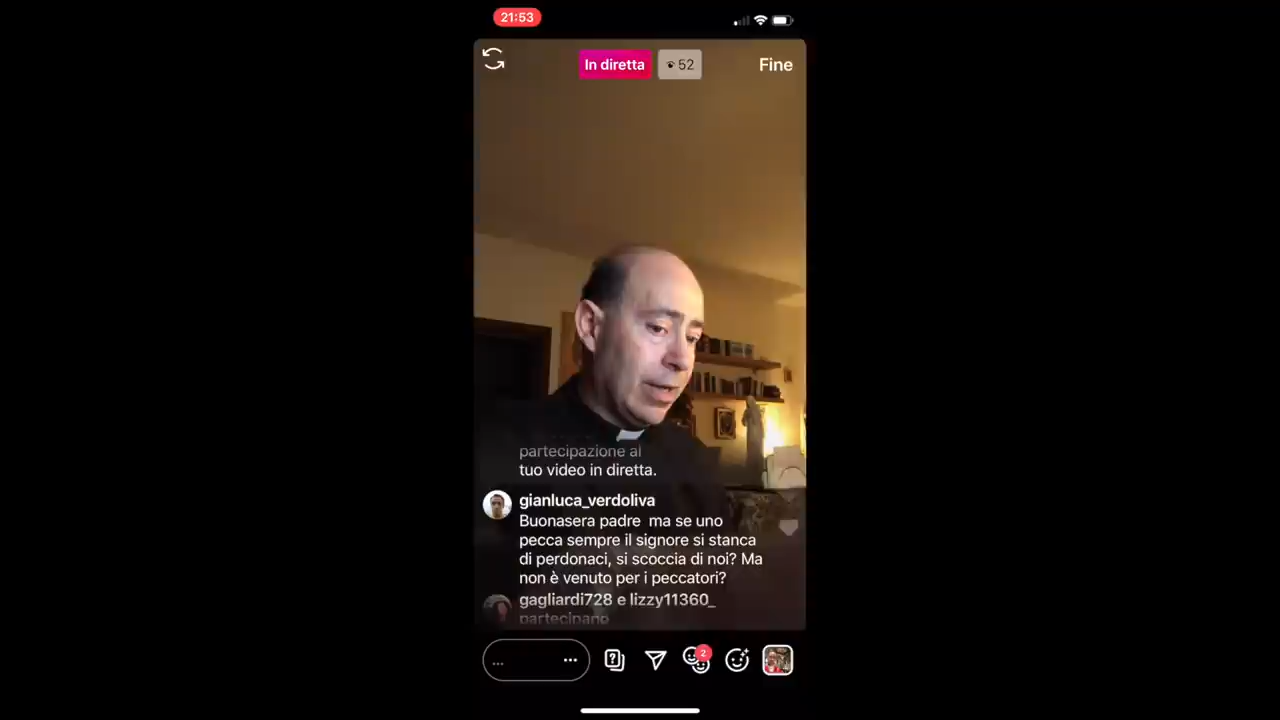 21:53
In diretta
52
Fine
partecipazione al
tuo video in diretta.
gianluca_verdoliva
Buonasera padre ma se uno
pecca sempre il signore si stanca
di perdonaci, si scoccia di noi? Ma
non è venuto per i peccatori?
gagliardi728 e lizzy11360_
partecipano
...
2